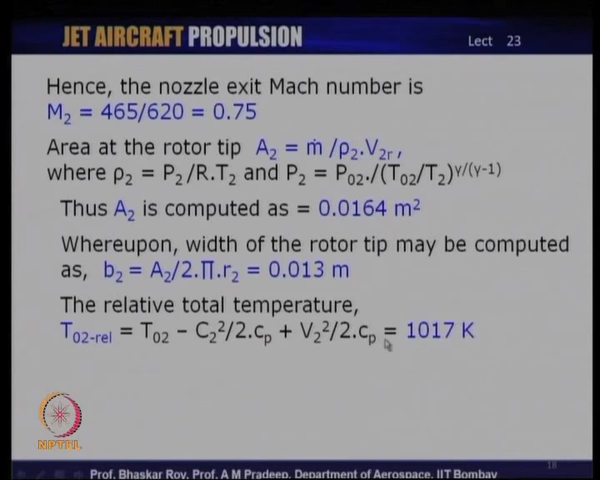 JET AIRCRAFT PROPULSION
Lect 23
Hence, the nozzle exit Mach number is
M₂ = 465/620 = 0.75
Area at the rotor tip A₂ = ṁ /ρ₂.V₂ᵣ,
where ρ₂ = P₂/R.T₂ and P₂ = P₀₂./(T₀₂/T₂)^γ/(γ-1)
Thus A₂ is computed as = 0.0164 m²
Whereupon, width of the rotor tip may be computed
as, b₂ = A₂/2.Π.r₂ = 0.013 m
The relative total temperature,
T₀₂-rel = T₀₂ – C₂²/2.cₚ + V₂²/2.cₚ = 1017 K
NPTEL
18
Prof. Bhaskar Roy, Prof. A M Pradeep, Department of Aerospace, IIT Bombay